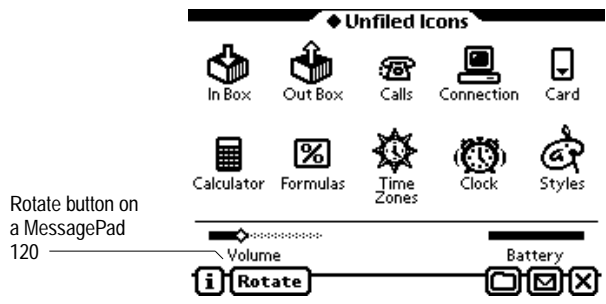 ◆ Unfiled Icons
In Box Out Box Calls Connection Card
Calculator Formulas Time Zones Clock Styles
Rotate button on
a MessagePad
120
Volume Battery
i Rotate X